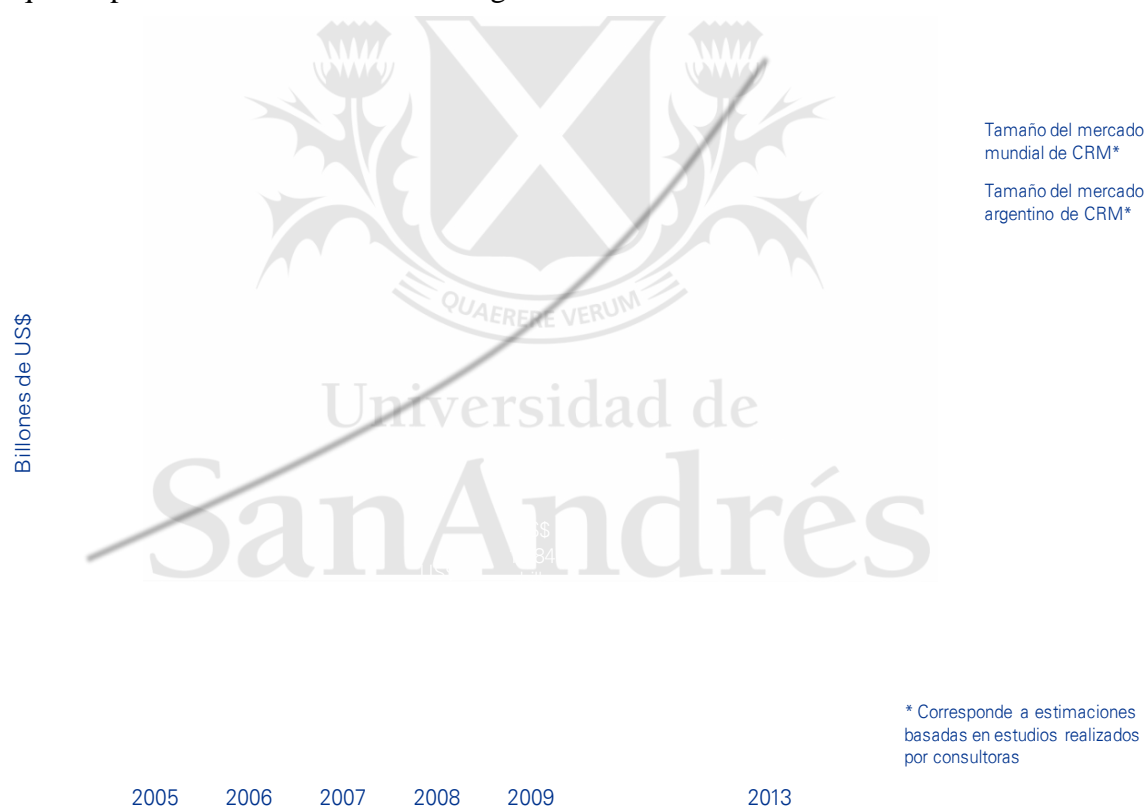 QUAERERE VERUM
Universidad de
SanAndrés
Tamaño del mercado
mundial de CRM*
Tamaño del mercado
argentino de CRM*
Billones de US$
* Corresponde a estimaciones
basadas en estudios realizados
por consultoras
2005 2006 2007 2008 2009 2013